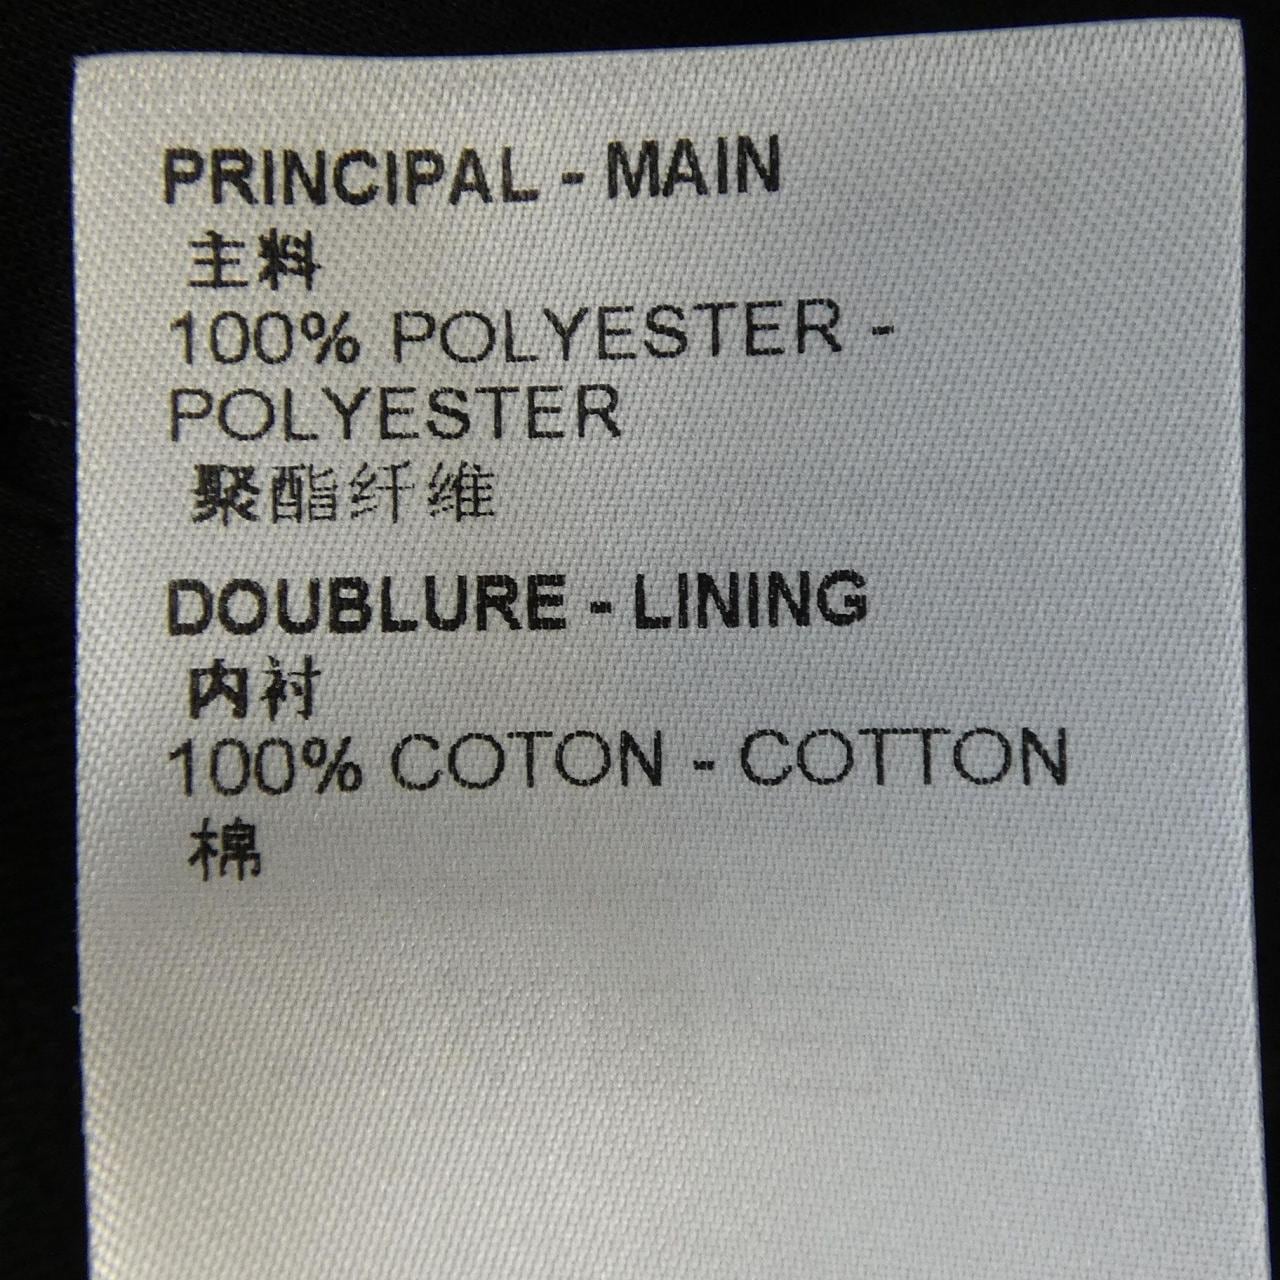 PRINCIPAL - MAIN
主料
100% POLYESTER -
POLYESTER
聚酯纤维
DOUBLURE - LINING
内衬
100% COTON - COTTON
棉